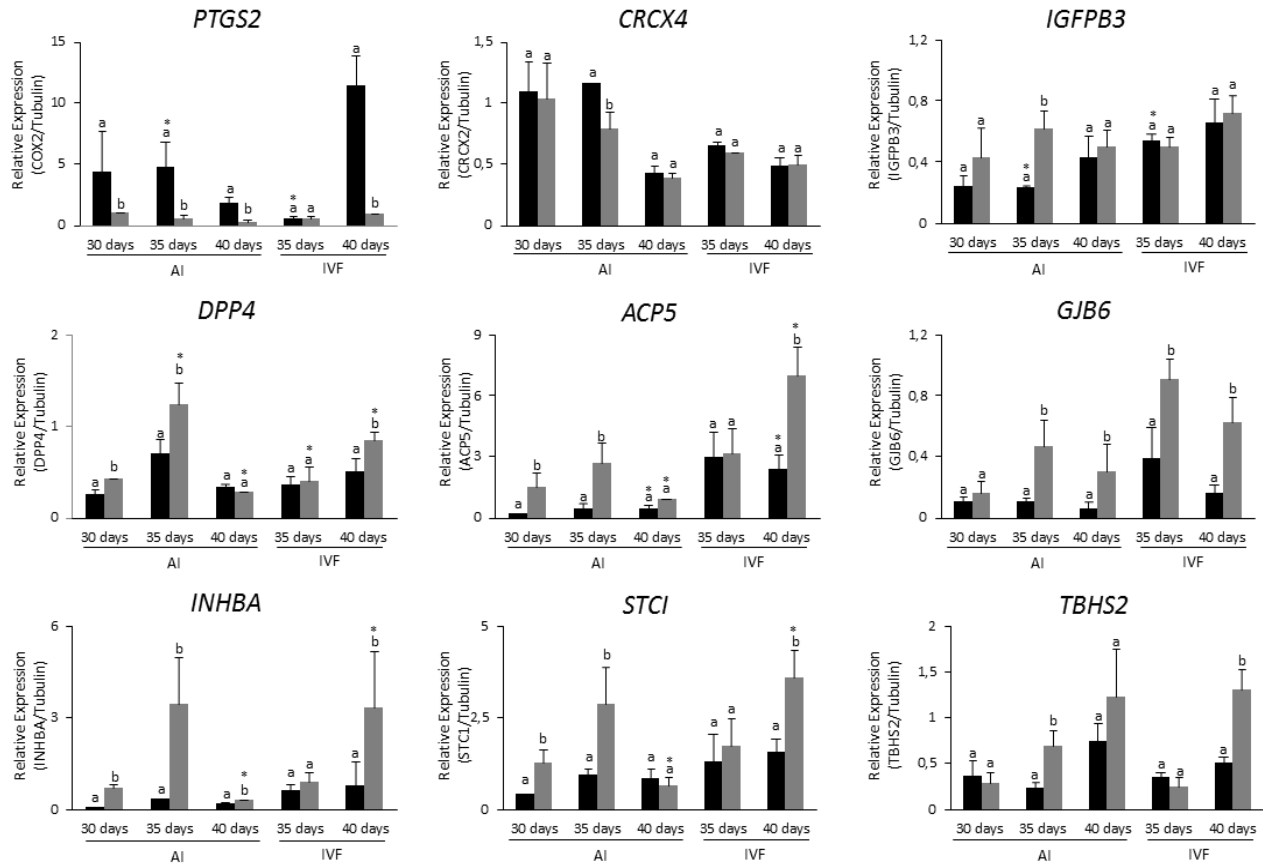 PTGS2
Relative Expression
(COX2/Tubulin)
15
10
5
0
a
b
*
a
b
a
b
*
a
a
a
b
30 days
35 days
40 days
35 days
40 days
AI
IVF
CRCX4
Relative Expression
(CRCX2/Tubulin)
1,5
1
0,5
0
a
a
a
b
a
a
a
a
a
a
30 days
35 days
40 days
35 days
40 days
AI
IVF
IGFPB3
Relative Expression
(IGFPB3/Tubulin)
1,2
0,8
0,4
0
a
a
*
a
b
a
a
*
a
a
a
a
30 days
35 days
40 days
35 days
40 days
AI
IVF
DPP4
Relative Expression
(DPP4/Tubulin)
2
1
0
a
b
a
*
b
a
*
a
a
*
a
a
*
b
30 days
35 days
40 days
35 days
40 days
AI
IVF
ACP5
Relative Expression
(ACP5/Tubulin)
9
6
3
0
a
b
a
b
*
a
*
a
a
a
*
a
*
b
30 days
35 days
40 days
35 days
40 days
AI
IVF
GJB6
Relative Expression
(GJB6/Tubulin)
1,2
0,8
0,4
0
a
a
a
b
a
b
a
b
a
b
30 days
35 days
40 days
35 days
40 days
AI
IVF
INHBA
Relative Expression
(INHBA/Tubulin)
6
3
0
a
b
a
b
a
*
b
a
a
a
*
b
30 days
35 days
40 days
35 days
40 days
AI
IVF
STCI
Relative Expression
(STC1/Tubulin)
5
2,5
0
a
b
a
b
a
*
a
a
a
a
*
b
30 days
35 days
40 days
35 days
40 days
AI
IVF
TBHS2
Relative Expression
(TBHS2/Tubulin)
2
1,5
1
0,5
0
a
a
a
b
a
a
a
a
a
b
30 days
35 days
40 days
35 days
40 days
AI
IVF